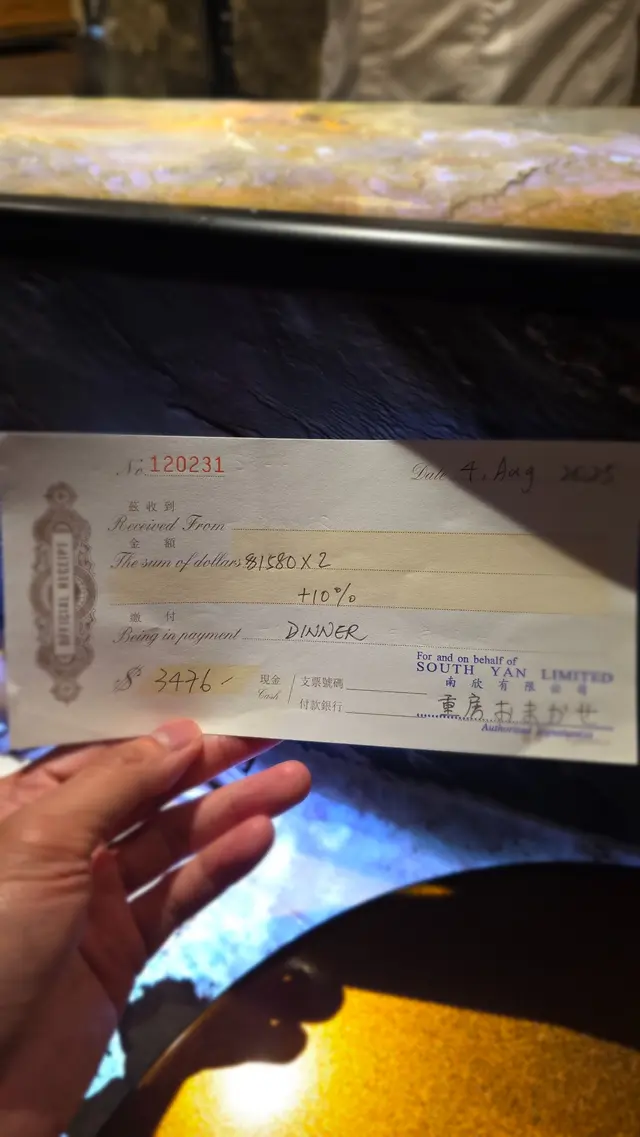 No. 120231
Date 4. Aug 2025
茲收到
Received From
金額
The sum of dollars $1580 X 2
+10%
繳付
Being in payment DINNER
$ 3476 -
現金
Cash
支票號碼
付款銀行
For and on behalf of
SOUTH YAN LIMITED
南欣有限公司
重房おまかせ
Authorized Signature(s)
OFFICIAL RECEIPT